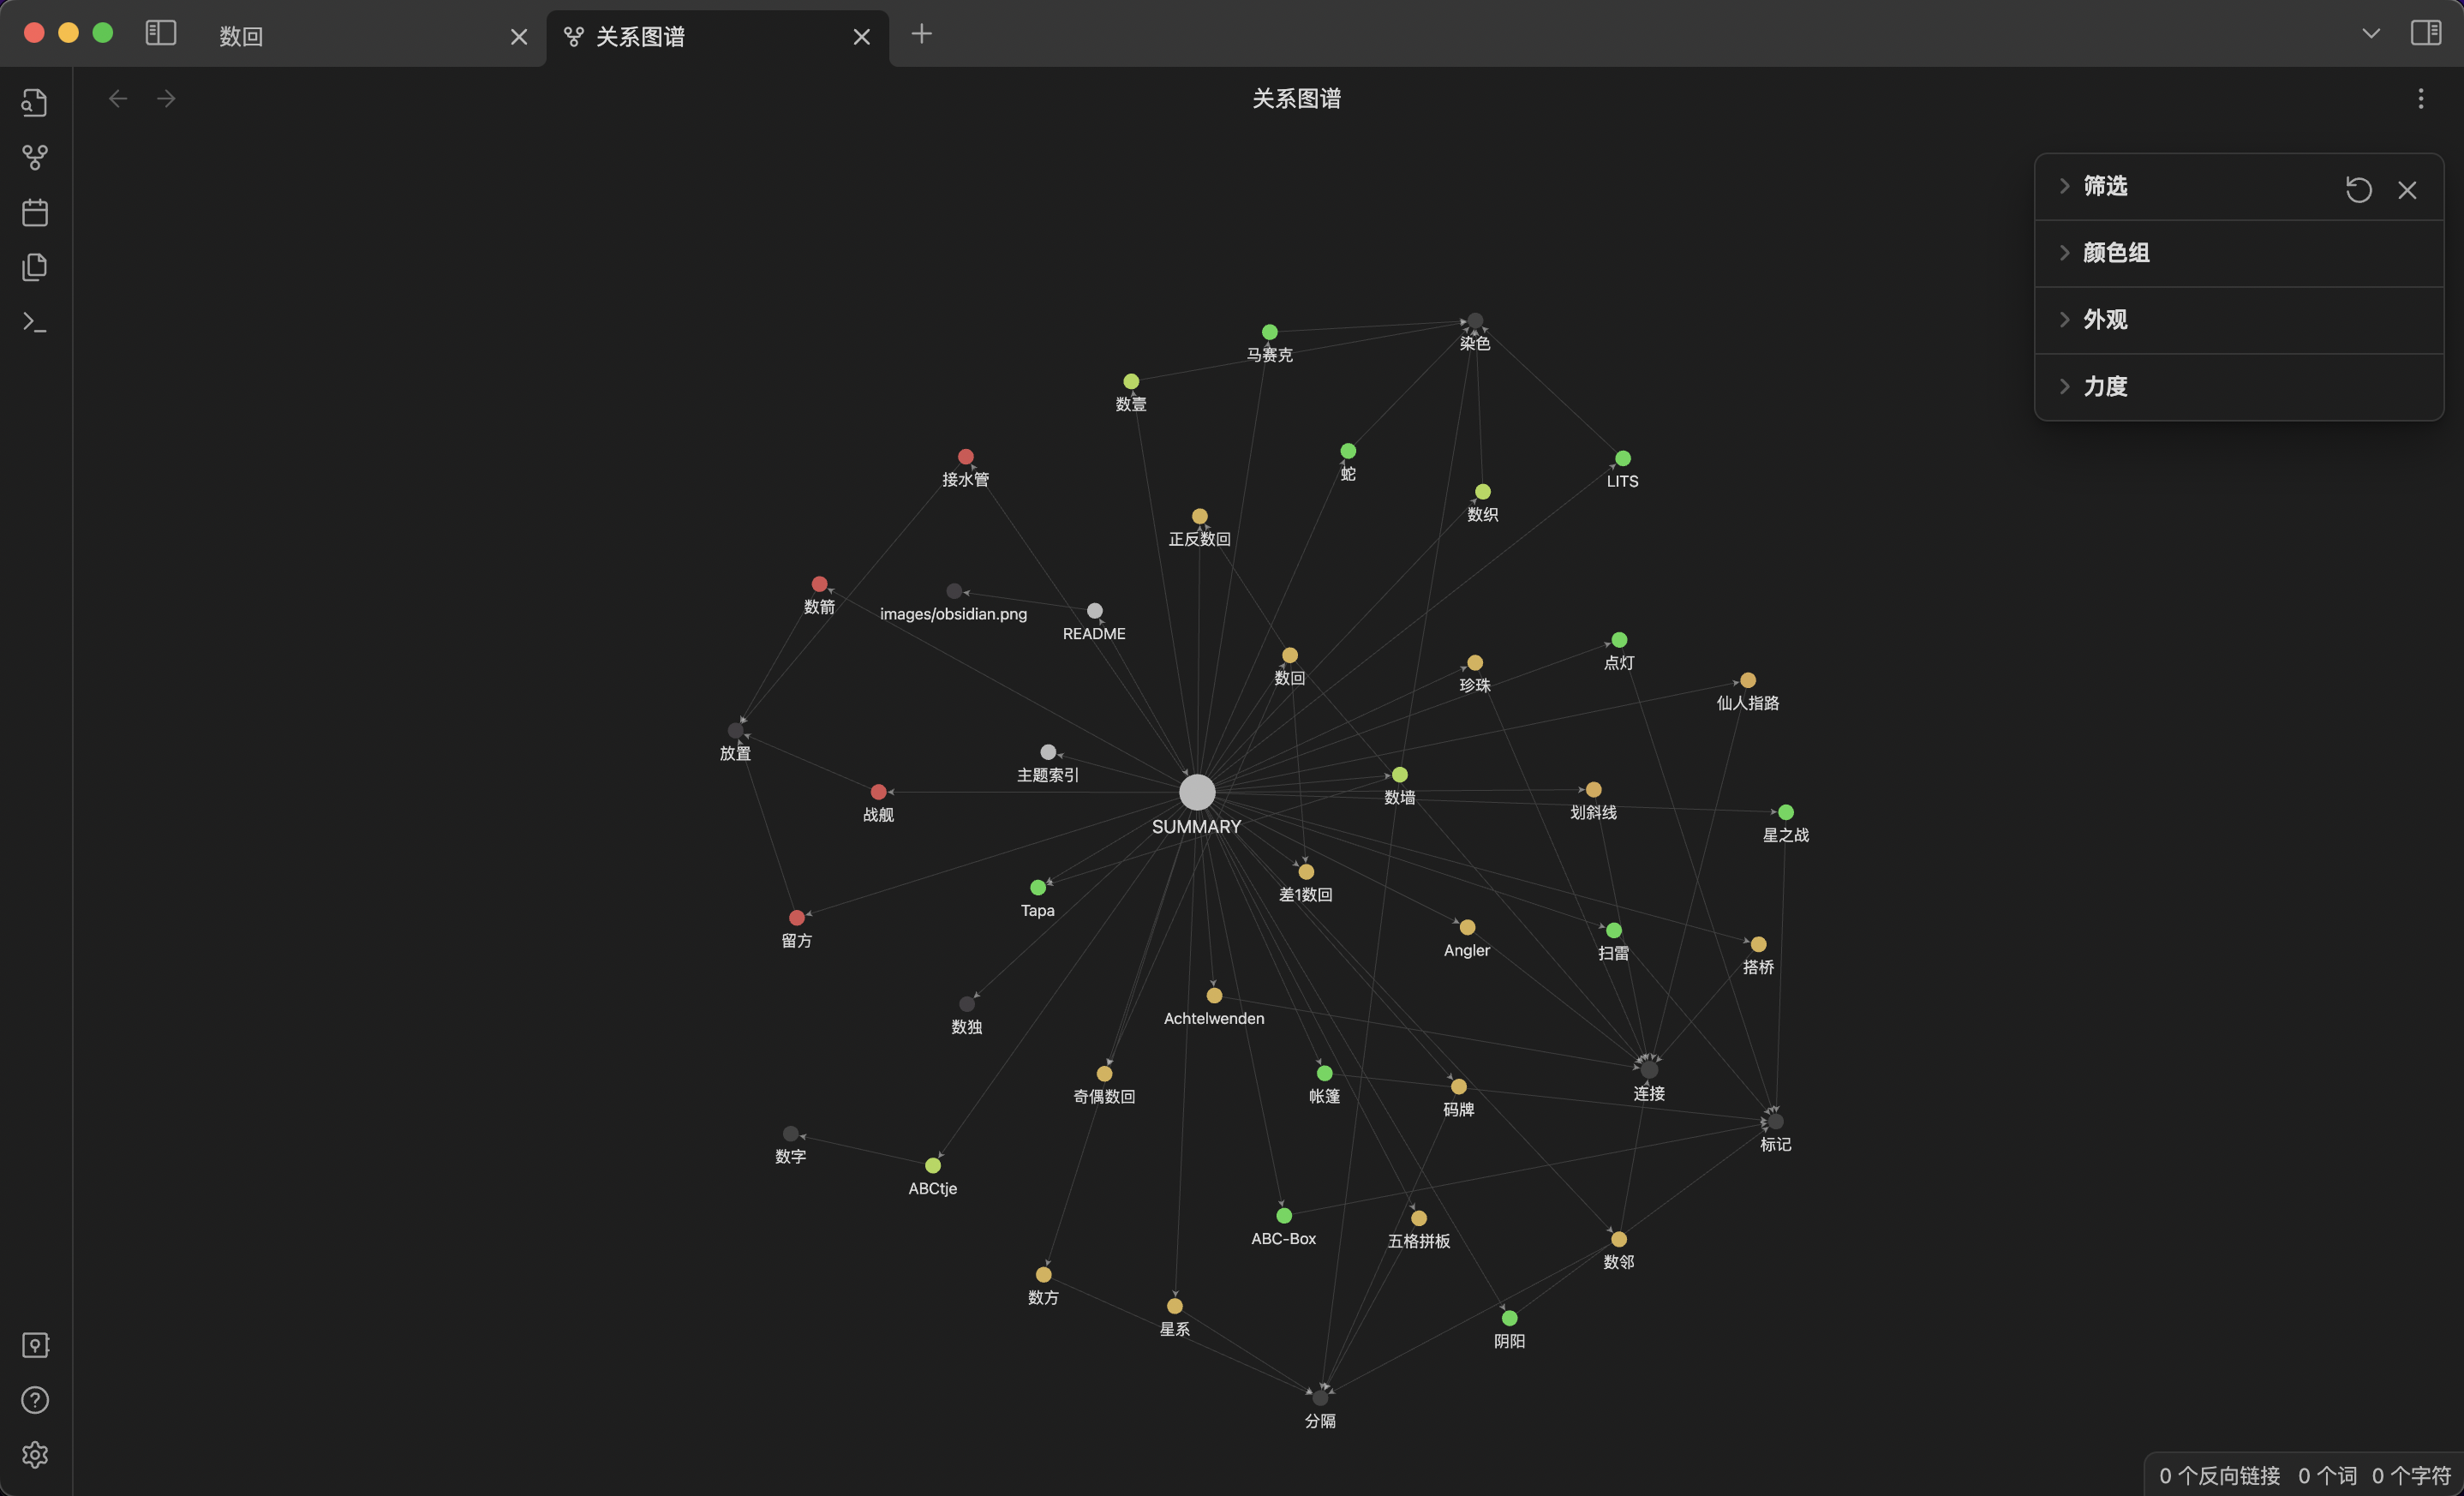 数回
关系图谱
关系图谱
筛选
颜色组
外观
力度
染色
马赛克
数壹
接水管
蛇
LITS
数织
正反数回
数箭
images/obsidian.png
README
点灯
数回
珍珠
仙人指路
放置
主题索引
数墙
划斜线
战舰
SUMMARY
星之战
差1数回
Tapa
留方
Angler
扫雷
搭桥
数独
Achtelwenden
奇偶数回
帐篷
码牌
连接
标记
数字
ABCtje
ABC-Box
五格拼板
数邻
数方
星系
阴阳
分隔
0 个反向链接 0 个词 0 个字符